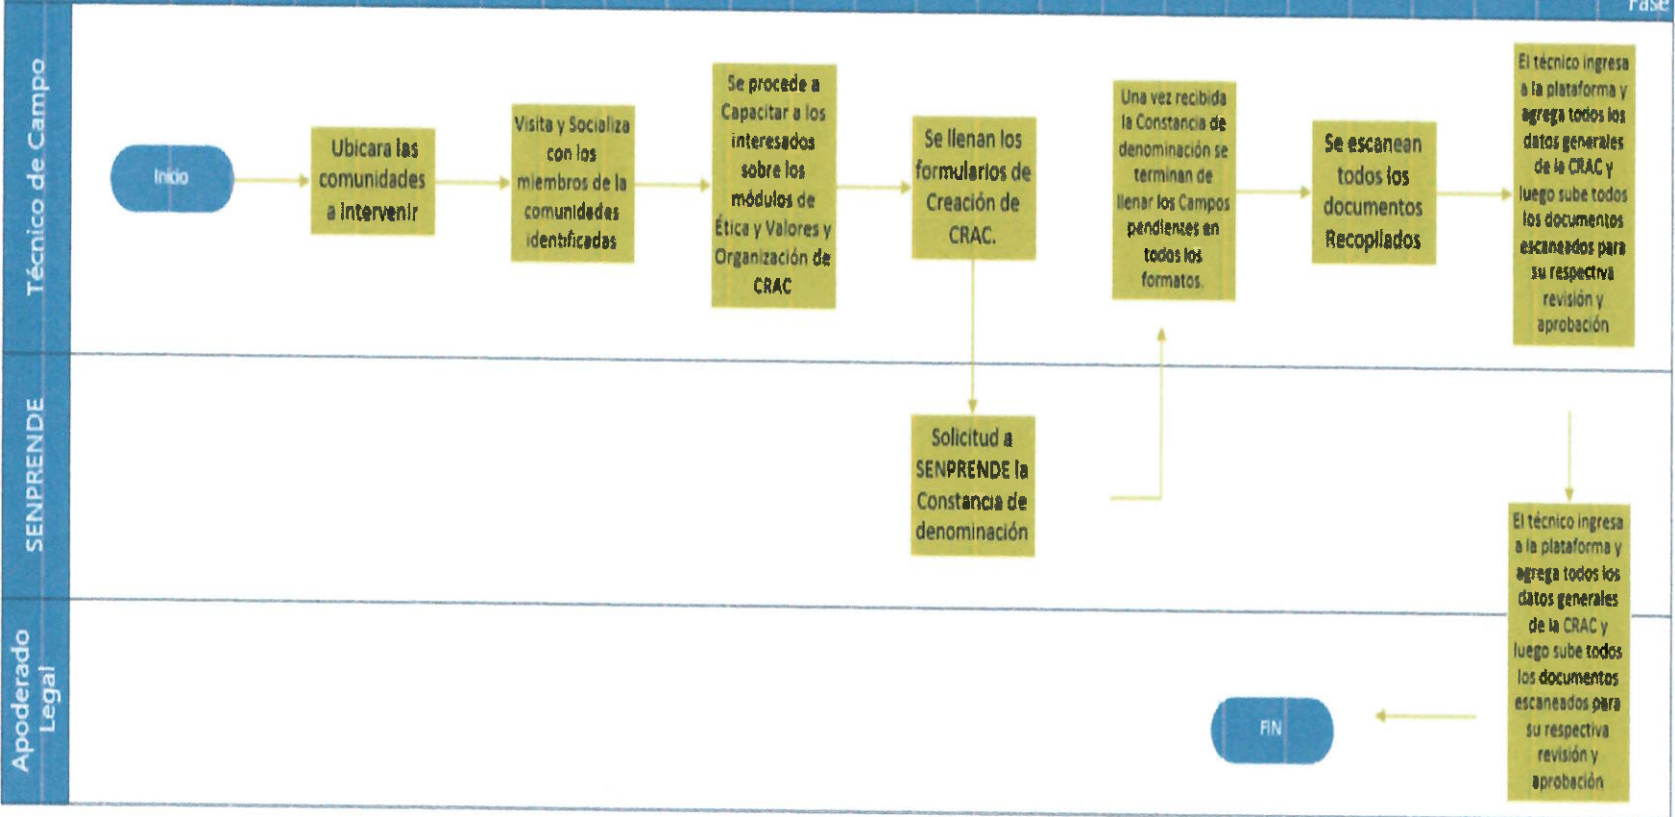 Fase
Técnico de Campo
Inicio
Ubicara las
comunidades
a intervenir
Visita y Socializa
con los
miembros de la
comunidades
identificadas
Se procede a
Capacitar a los
interesados
sobre los
módulos de
Ética y Valores y
Organización de
CRAC
Se llenan los
formularios de
Creación de
CRAC.
Una vez recibida
la Constancia de
denominación se
terminan de
llenar los Campos
pendientes en
todos los
formatos.
Se escanean
todos los
documentos
Recopilados
El técnico ingresa
a la plataforma y
agrega todos los
datos generales
de la CRAC y
luego sube todos
los documentos
escaneados para
su respectiva
revisión y
aprobación
SENPRENDE
Solicitud a
SENPRENDE la
Constancia de
denominación
El técnico ingresa
a la plataforma y
agrega todos los
datos generales
de la CRAC y
luego sube todos
los documentos
escaneados para
su respectiva
revisión y
aprobación
Apoderado
Legal
FIN